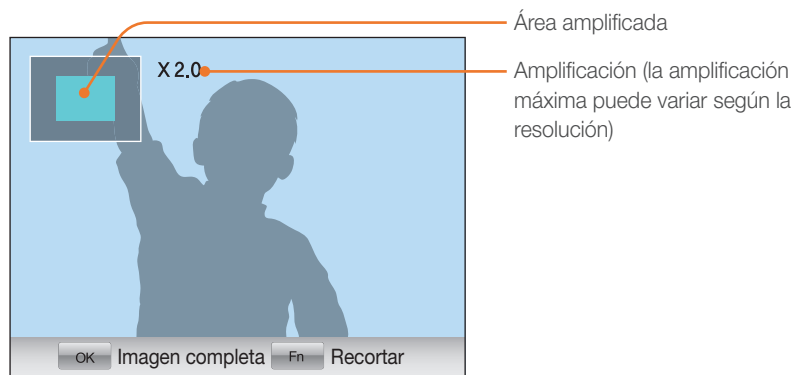 Área amplificada
X 2.0
Amplificación (la amplificación
máxima puede variar según la
resolución)
OK Imagen completa Fn Recortar